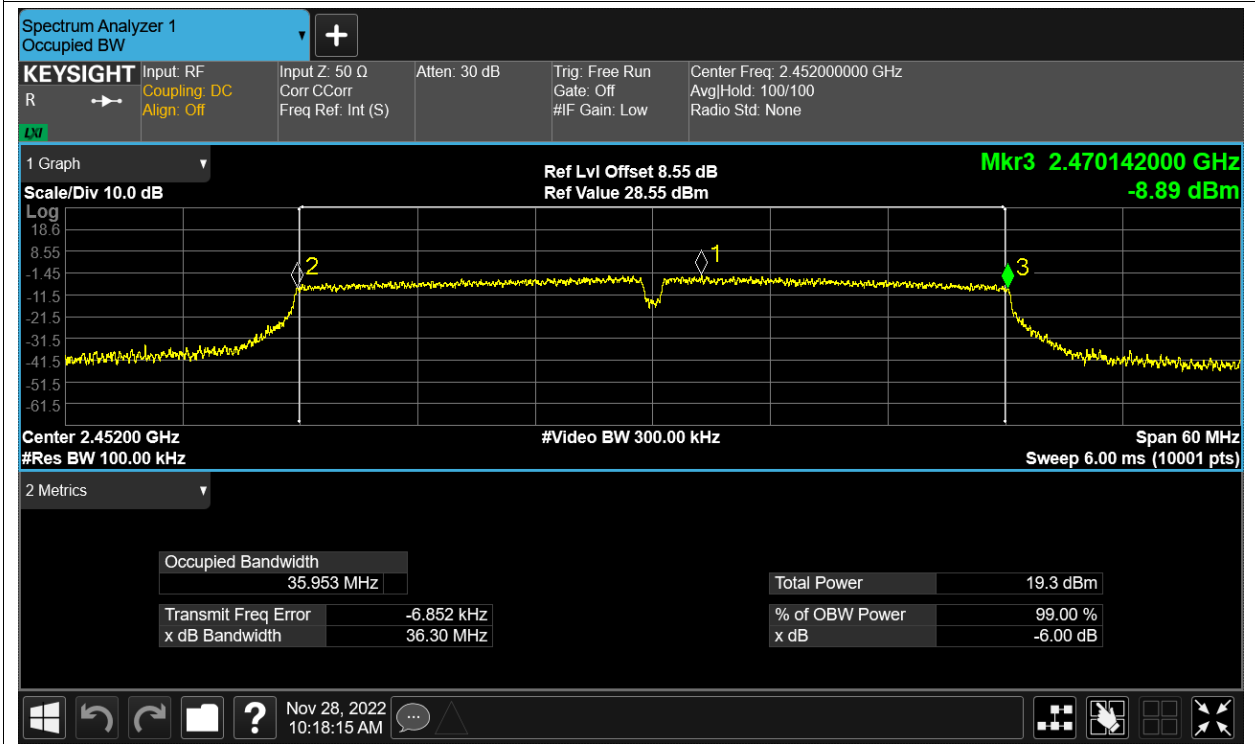 Spectrum Analyzer 1
Occupied BW
KEYSIGHT
R
LXI
Input: RF
Coupling: DC
Align: Off
Input Z: 50 Ω
Corr CCorr
Freq Ref: Int (S)
Atten: 30 dB
Trig: Free Run
Gate: Off
#IF Gain: Low
Center Freq: 2.452000000 GHz
Avg|Hold: 100/100
Radio Std: None
1 Graph
Scale/Div 10.0 dB
Ref Lvl Offset 8.55 dB
Ref Value 28.55 dBm
Mkr3 2.470142000 GHz
-8.89 dBm
Log
18.6
8.55
-1.45
-11.5
-21.5
-31.5
-41.5
-51.5
-61.5
2
1
3
Center 2.45200 GHz
#Res BW 100.00 kHz
#Video BW 300.00 kHz
Span 60 MHz
Sweep 6.00 ms (10001 pts)
2 Metrics
Occupied Bandwidth
35.953 MHz
Transmit Freq Error -6.852 kHz
x dB Bandwidth 36.30 MHz
Total Power 19.3 dBm
% of OBW Power 99.00 %
x dB -6.00 dB
?
Nov 28, 2022
10:18:15 AM